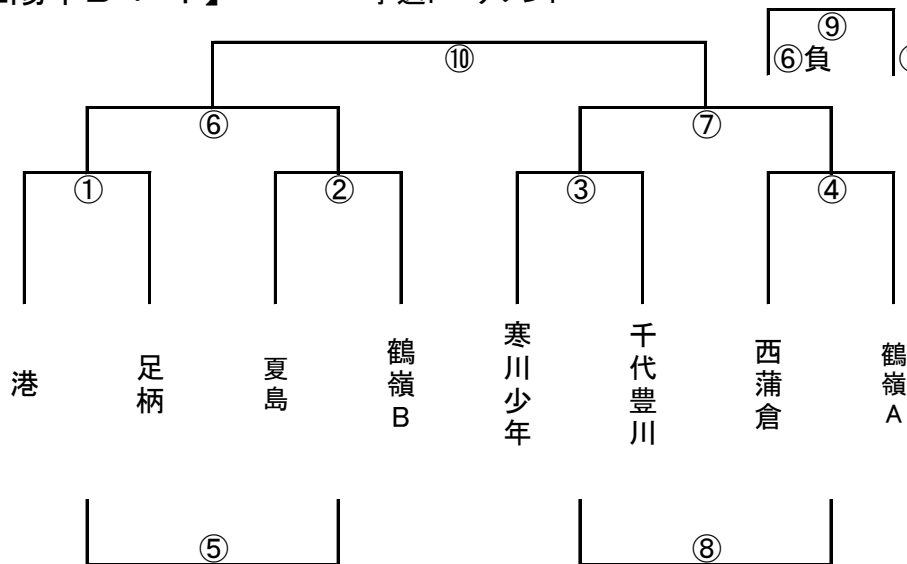 ⑨
⑩
⑥負
⑥
⑦
①
②
③
④
港
足柄
夏島
鶴嶺B
寒川少年
千代豊川
西蒲倉
鶴嶺A
⑤
⑧